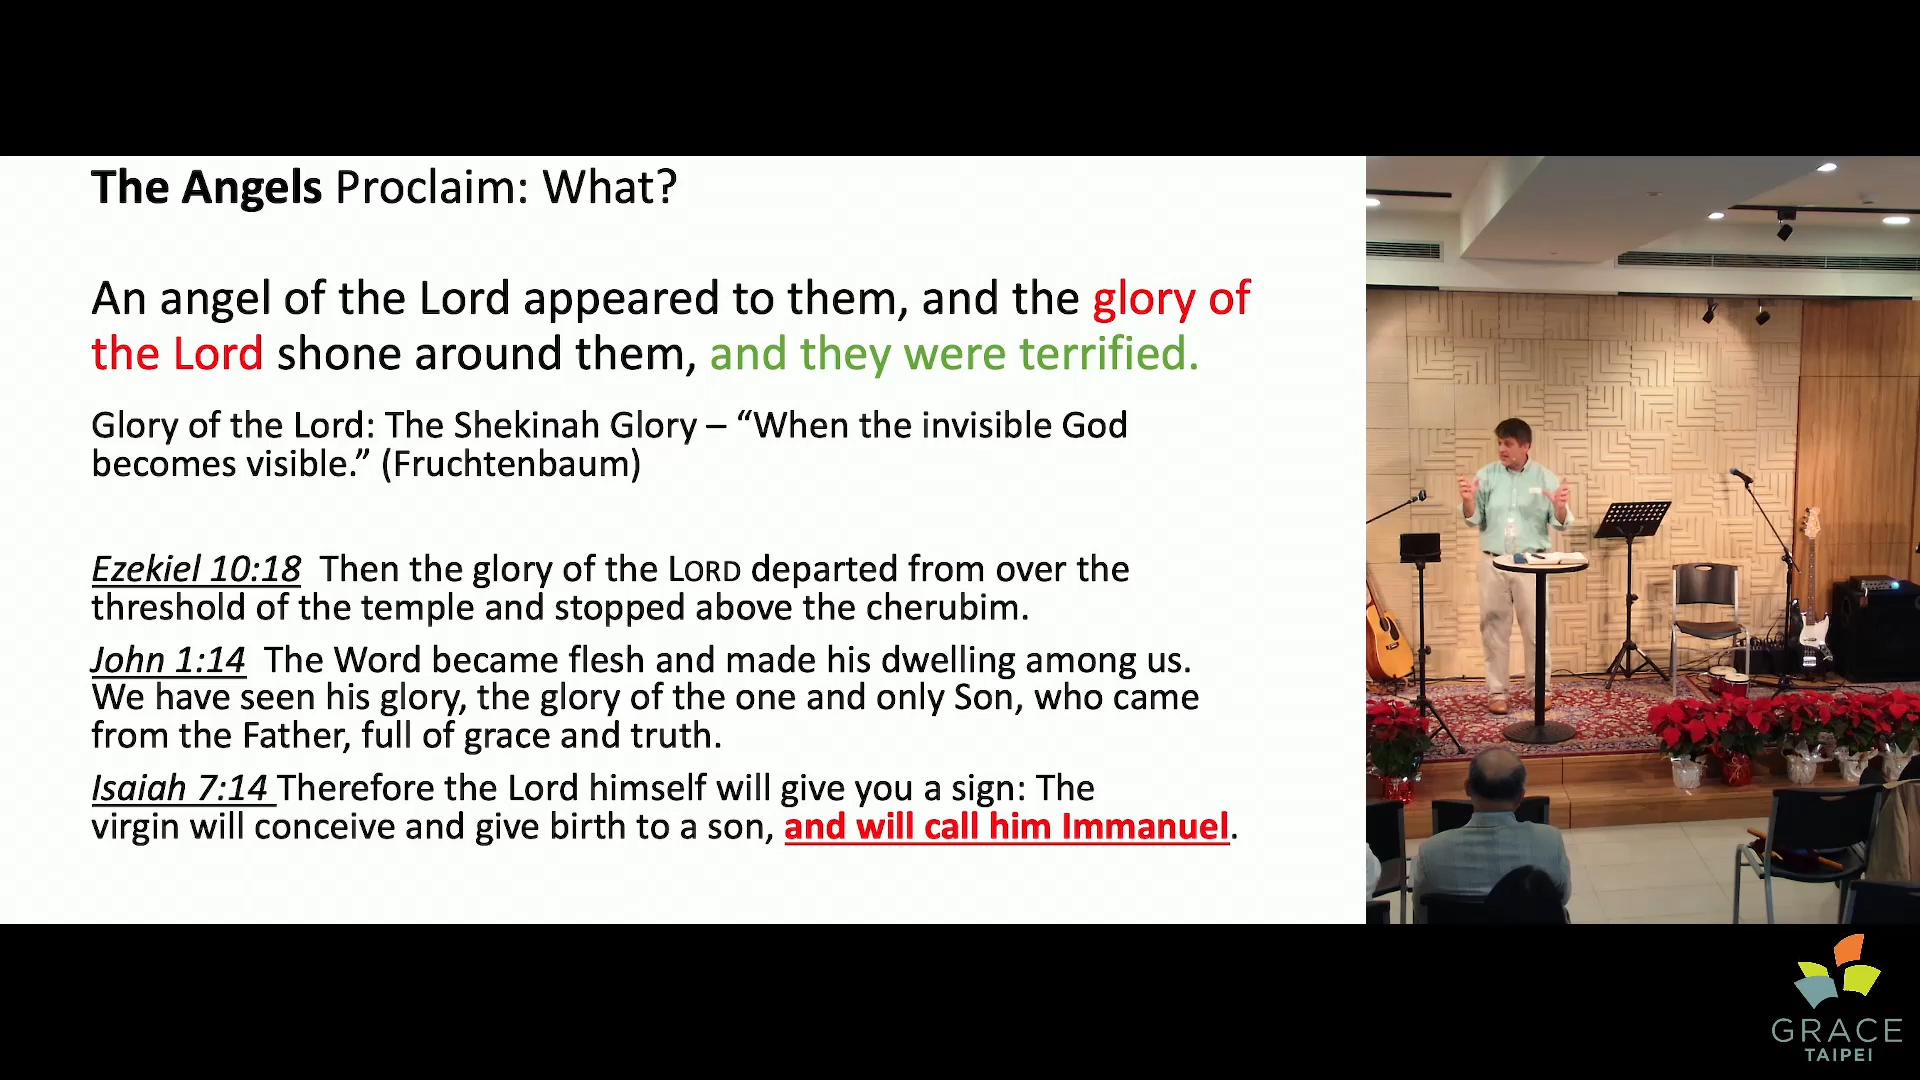 The Angels Proclaim: What?
An angel of the Lord appeared to them, and the glory of
the Lord shone around them, and they were terrified.
Glory of the Lord: The Shekinah Glory – “When the invisible God
becomes visible.” (Fruchtenbaum)
Ezekiel 10:18 Then the glory of the LORD departed from over the
threshold of the temple and stopped above the cherubim.
John 1:14 The Word became flesh and made his dwelling among us.
We have seen his glory, the glory of the one and only Son, who came
from the Father, full of grace and truth.
Isaiah 7:14 Therefore the Lord himself will give you a sign: The
virgin will conceive and give birth to a son, and will call him Immanuel.
GRACE
TAIPEI